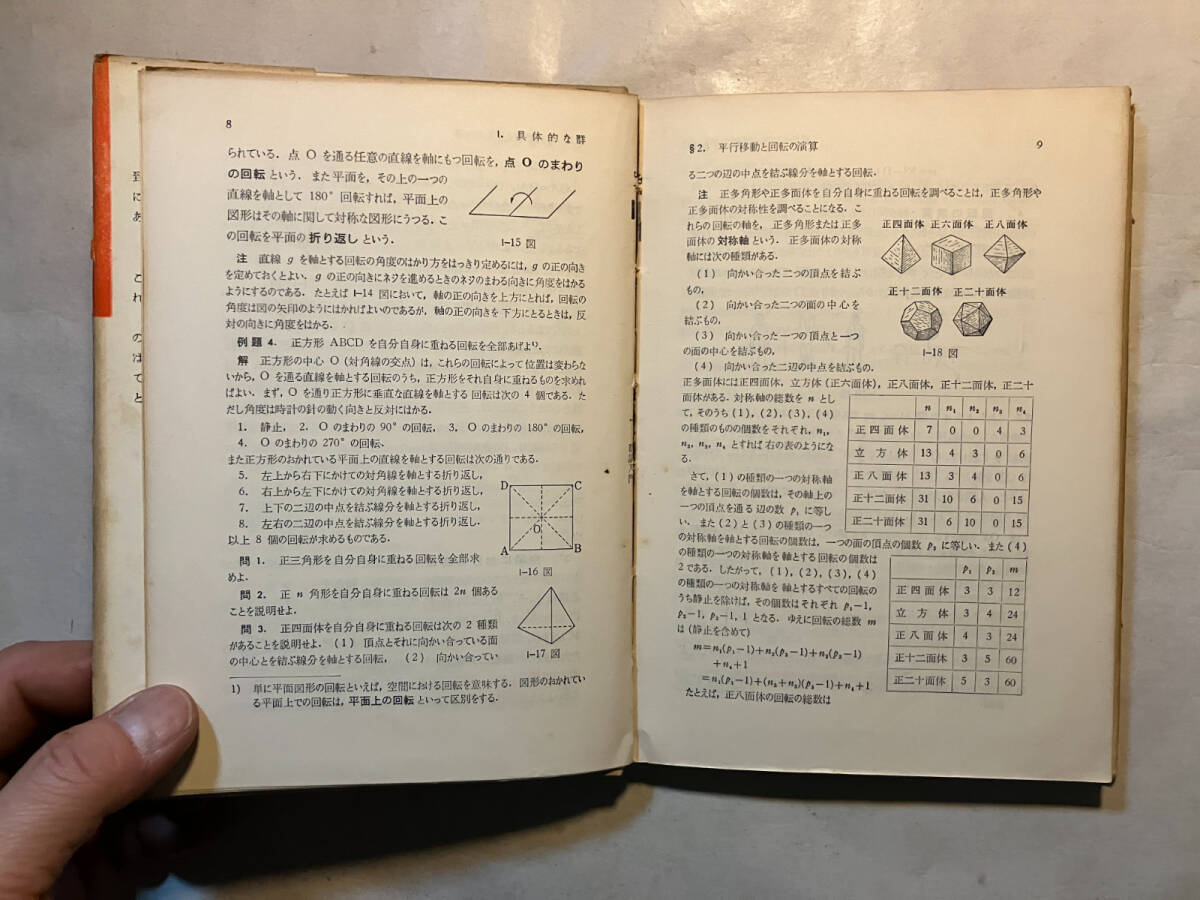 到
に
あ
こ
れ
の
は
て
と
8
1. 具体的な群
られている．点 O を通る任意の直線を軸にもつ回転を，点 O のまわり
の回転 という．また平面を，その上の一つの
直線を軸として 180° 回転すれば，平面上の
図形はその軸に関して対称な図形にうつる．こ
の回転を平面の 折り返し という．
1-15 図
注 直線 g を軸とする回転の角度のはかり方をはっきり定めるには，g の正の向き
を定めておくとよい．g の正の向きにネヂを進めるときのネヂのまわる向きに角度をはかる
ようにするのである．たとえば 1-14 図において，軸の正の向きを上方にとれば，回転の
角度は図の矢印のようにはかればよいのであるが，軸の正の向きを下方にとるときは，反
対の向きに角度をはかる．
例題 4． 正方形 ABCD を自分自身に重ねる回転を全部あげよ¹⁾．
解 正方形の中心 O (対角線の交点) は，これらの回転によって位置は変わらな
いから，O を通る直線を軸とする回転のうち，正方形をそれ自身に重ねるものを求めれ
ばよい．まず，O を通り正方形に垂直な直線を軸とする回転は次の 4 個である．た
だし角度は時計の針の動く向きと反対にはかる．
1． 静止， 2． O のまわりの 90° の回転， 3． O のまわりの 180° の回転，
4． O のまわりの 270° の回転、
また正方形のおかれている平面上の直線を軸とする回転は次の通りである．
5． 左上から右下にかけての対角線を軸とする折り返し，
6． 右上から左下にかけての対角線を軸とする折り返し，
7． 上下の二辺の中点を結ぶ線分を軸とする折り返し，
8． 左右の二辺の中点を結ぶ線分を軸とする折り返し．
以上 8 個の回転が求めるものである．
D C
O
A B
1-16 図
問 1． 正三角形を自分自身に重ねる回転を全部求
めよ．
問 2． 正 n 角形を自分自身に重ねる回転は 2n 個ある
ことを説明せよ．
問 3． 正四面体を自分自身に重ねる回転は次の 2 種類
があることを説明せよ．(1) 頂点とそれに向かい合っている面
の中心とを結ぶ線分を軸とする回転， (2) 向かい合ってい
1-17 図
1) 単に平面図形の回転といえば，空間における回転を意味する．図形のおかれてい
る平面上での回転は，平面上の回転 といって区別をする．
§2． 平行移動と回転の演算
9
る二つの辺の中点を結ぶ線分を軸とする回転．
注 正多角形や正多面体を自分自身に重ねる回転を調べることは，正多角形や
正多面体の対称性を調べることになる．こ
れらの回転の軸を，正多角形または正多
面体の 対称軸 という．正多面体の対称
軸には次の種類がある．
正四面体 正六面体 正八面体
正十二面体 正二十面体
1-18 図
(1) 向かい合った二つの頂点を結ぶ
もの，
(2) 向かい合った二つの面の中心を
結ぶもの，
(3) 向かい合った一つの頂点と一つ
の面の中心を結ぶもの，
(4) 向かい合った二辺の中点を結ぶもの．
正多面体には正四面体，立方体 (正六面体)，正八面体，正十二面体，正二十
面体がある．対称軸の総数を n とし
て，そのうち (1)，(2)，(3)，(4)
の種類のものの個数をそれぞれ，n₁，
n₂，n₃，n₄ とすれば右の表のようにな
る．
n n₁ n₂ n₃ n₄
正四面体 7 0 0 4 3
立方体 13 4 3 0 6
正八面体 13 3 4 0 6
正十二面体 31 10 6 0 15
正二十面体 31 6 10 0 15
さて，(1) の種類の一つの対称軸
を軸とする回転の個数は，その軸上の
一つの頂点を通る辺の数 p₁ に等し
い．また (2) と (3) の種類の一つ
の対称軸を軸とする回転の個数は，一つの面の頂点の個数 p₂ に等しい．また (4)
の種類の一つの対称軸を軸とする回転の個数は
2 である．したがって，(1)，(2)，(3)，(4)
の種類の一つの対称軸を軸とするすべての回転の
うち静止を除けば，その個数はそれぞれ p₁−1，
p₂−1，p₂−1，1 となる．ゆえに回転の総数 m
は (静止を含めて)
m＝n₁(p₁−1)＋n₂(p₂−1)＋n₃(p₂−1)
＋n₄＋1
＝n₁(p₁−1)＋(n₂＋n₃)(p₂−1)＋n₄＋1
たとえば，正八面体の回転の総数は
p₁ p₂ m
正四面体 3 3 12
立方体 3 4 24
正八面体 4 3 24
正十二面体 3 5 60
正二十面体 5 3 60